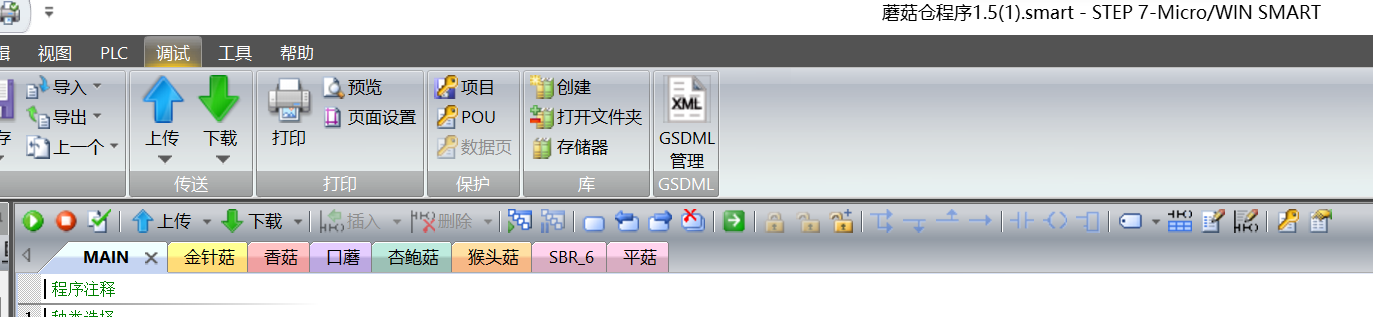 蘑菇仓程序1.5(1).smart - STEP 7-Micro/WIN SMART
视图 PLC 调试 工具 帮助
导入 预览 项目 创建
导出 页面设置 POU 打开文件夹
上一个 上传 下载 打印 数据页 存储器 XML GSDML 管理
传送 打印 保护 库 GSDML
上传 下载 插入 删除
MAIN 金针菇 香菇 口蘑 杏鲍菇 猴头菇 SBR_6 平菇
程序注释
1 种类选择